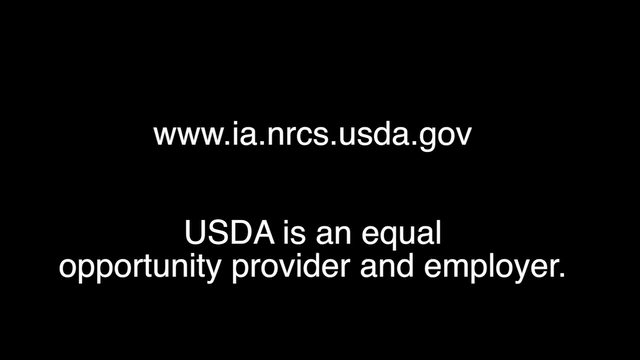 www.ia.nrcs.usda.gov
USDA is an equal
opportunity provider and employer.